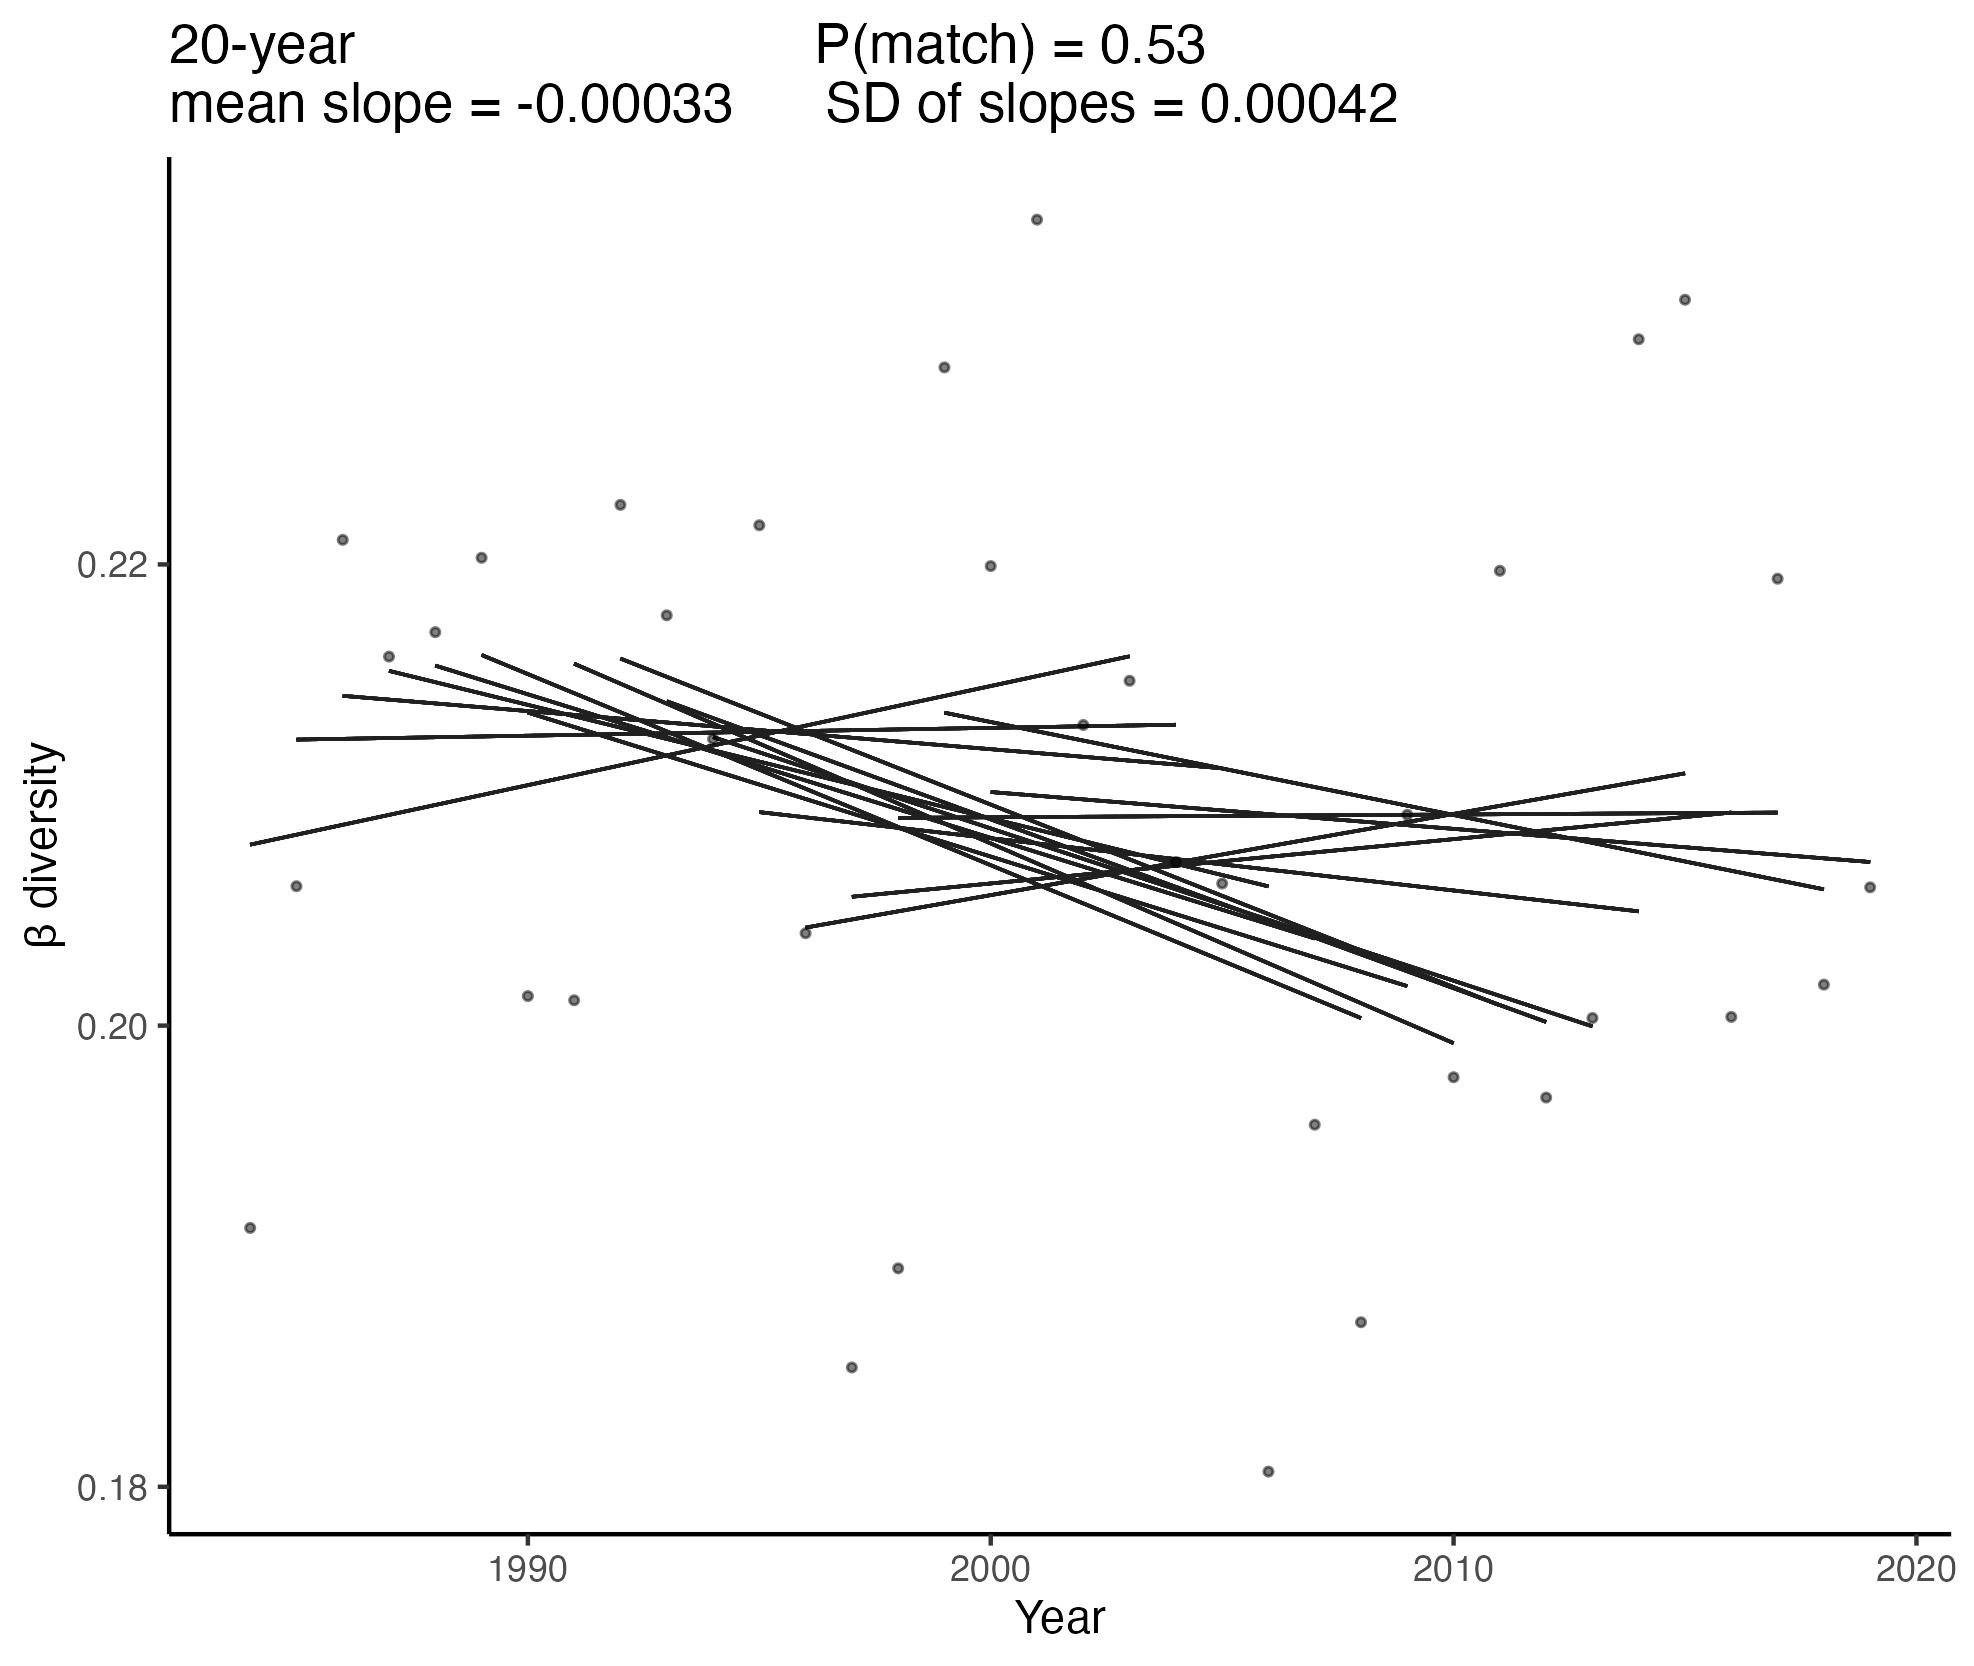 20-year P(match) = 0.53
mean slope = -0.00033 SD of slopes = 0.00042
β diversity
0.22
0.20
0.18
1990 2000 2010 2020
Year